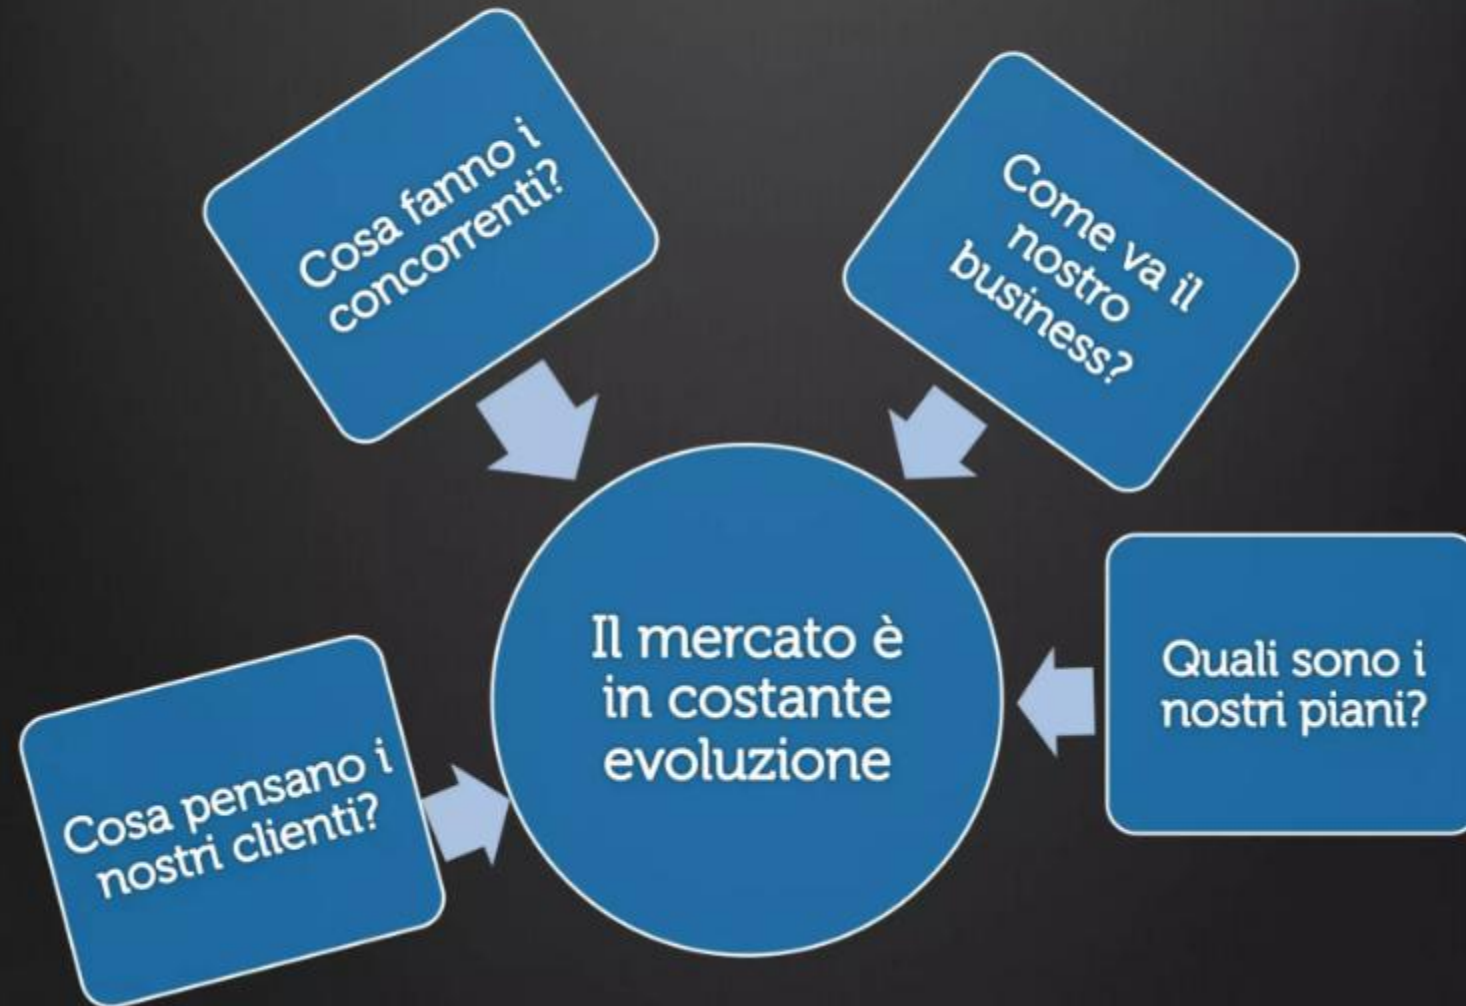 Cosa fanno i
concorrenti?
Come va il
nostro
business?
Cosa pensano i
nostri clienti?
Il mercato è
in costante
evoluzione
Quali sono i
nostri piani?